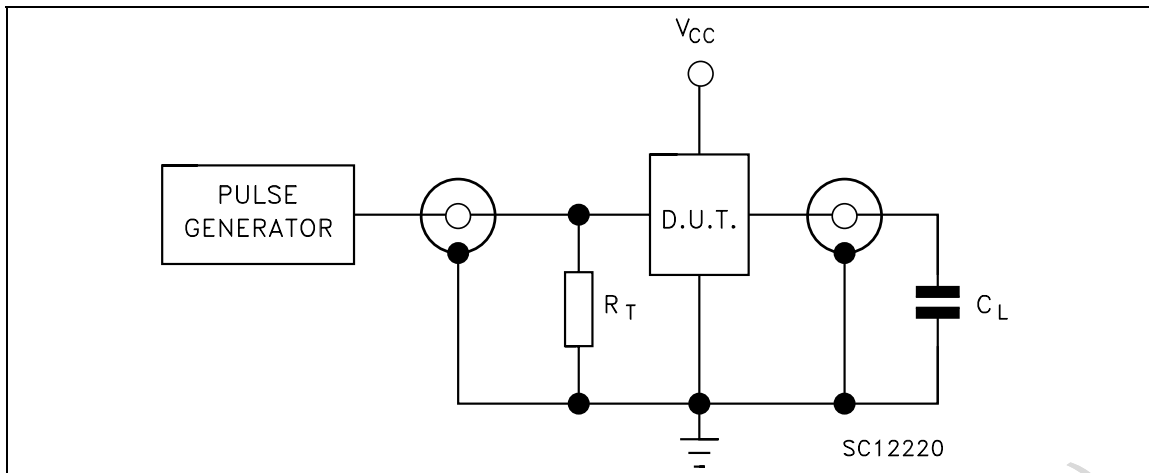 VCC
PULSE
GENERATOR
D.U.T.
RT
CL
SC12220